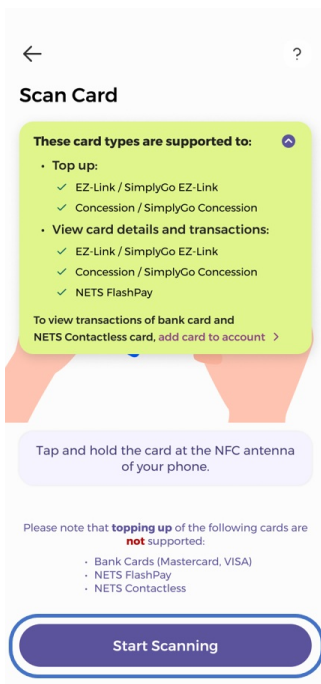 ?
Scan Card
These card types are supported to:
• Top up:
✓ EZ-Link / SimplyGo EZ-Link
✓ Concession / SimplyGo Concession
• View card details and transactions:
✓ EZ-Link / SimplyGo EZ-Link
✓ Concession / SimplyGo Concession
✓ NETS FlashPay
To view transactions of bank card and
NETS Contactless card, add card to account >
Tap and hold the card at the NFC antenna
of your phone.
Please note that topping up of the following cards are
not supported:
• Bank Cards (Mastercard, VISA)
• NETS FlashPay
• NETS Contactless
Start Scanning